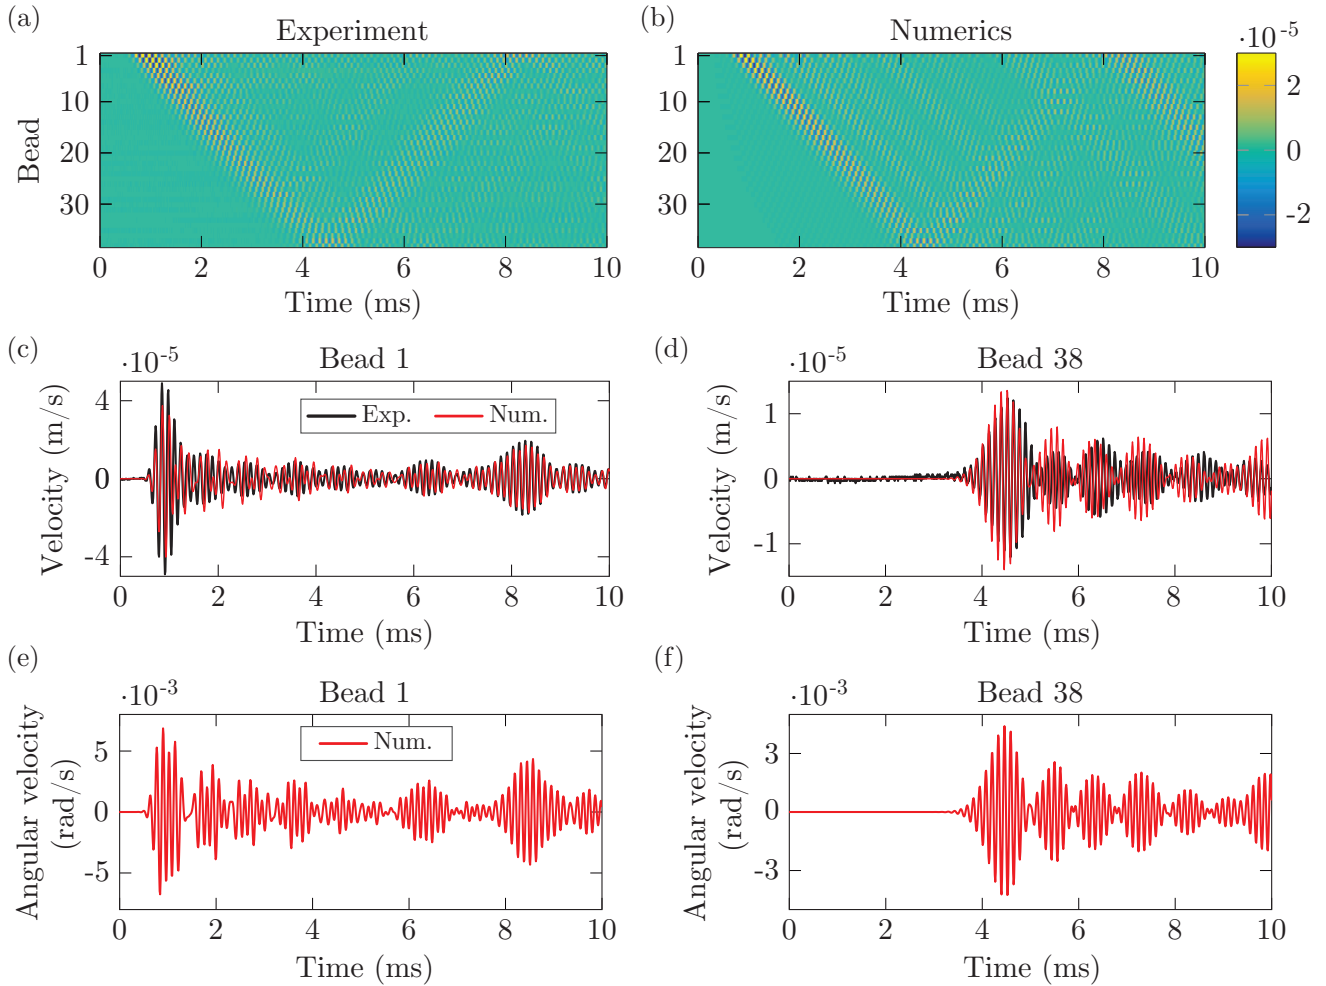 (a)
Experiment
Bead
1
10
20
30
0 2 4 6 8 10
Time (ms)
(b)
Numerics
1
10
20
30
0 2 4 6 8 10
Time (ms)
·10⁻⁵
2
0
-2
(c)
·10⁻⁵
Bead 1
Velocity (m/s)
4
0
-4
Exp. Num.
0 2 4 6 8 10
Time (ms)
(d)
·10⁻⁵
Bead 38
Velocity (m/s)
1
0
-1
0 2 4 6 8 10
Time (ms)
(e)
·10⁻³
Bead 1
Angular velocity
(rad/s)
5
0
-5
Num.
0 2 4 6 8 10
Time (ms)
(f)
·10⁻³
Bead 38
Angular velocity
(rad/s)
3
0
-3
0 2 4 6 8 10
Time (ms)